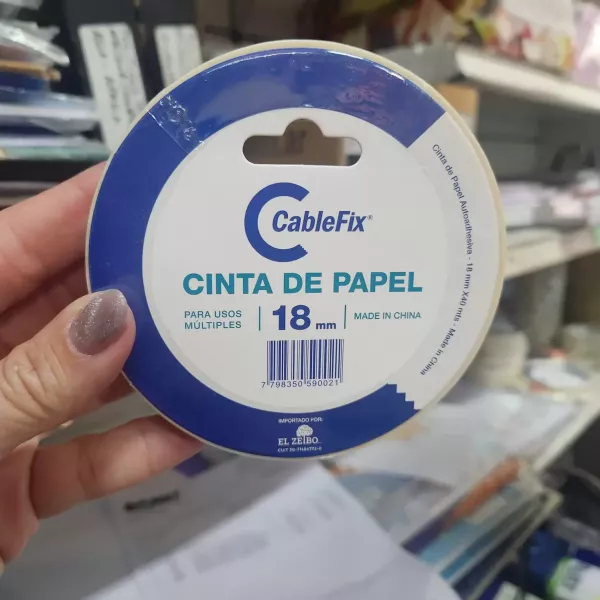 CableFix®
CINTA DE PAPEL
PARA USOS
MÚLTIPLES
18 mm
MADE IN CHINA
7 798350 590021
IMPORTADO POR:
EL ZEIBO
Cinta de Papel Autoadhesiva - 18 mm X40 mts - Made in China